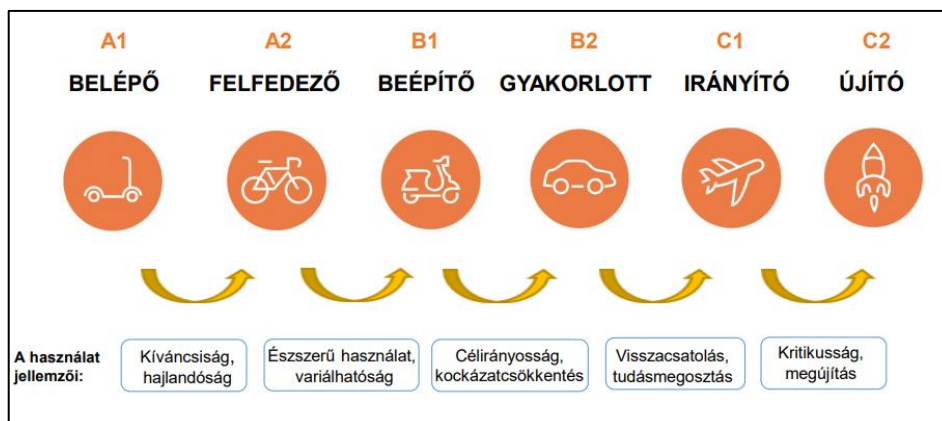 A1 A2 B1 B2 C1 C2
BELÉPŐ FELFEDEZŐ BEÉPÍTŐ GYAKORLOTT IRÁNYÍTÓ ÚJÍTÓ
A használat
jellemzői:
Kíváncsiság,
hajlandóság
Észszerű használat,
variálhatóság
Célirányosság,
kockázatcsökkentés
Visszacsatolás,
tudásmegosztás
Kritikusság,
megújítás